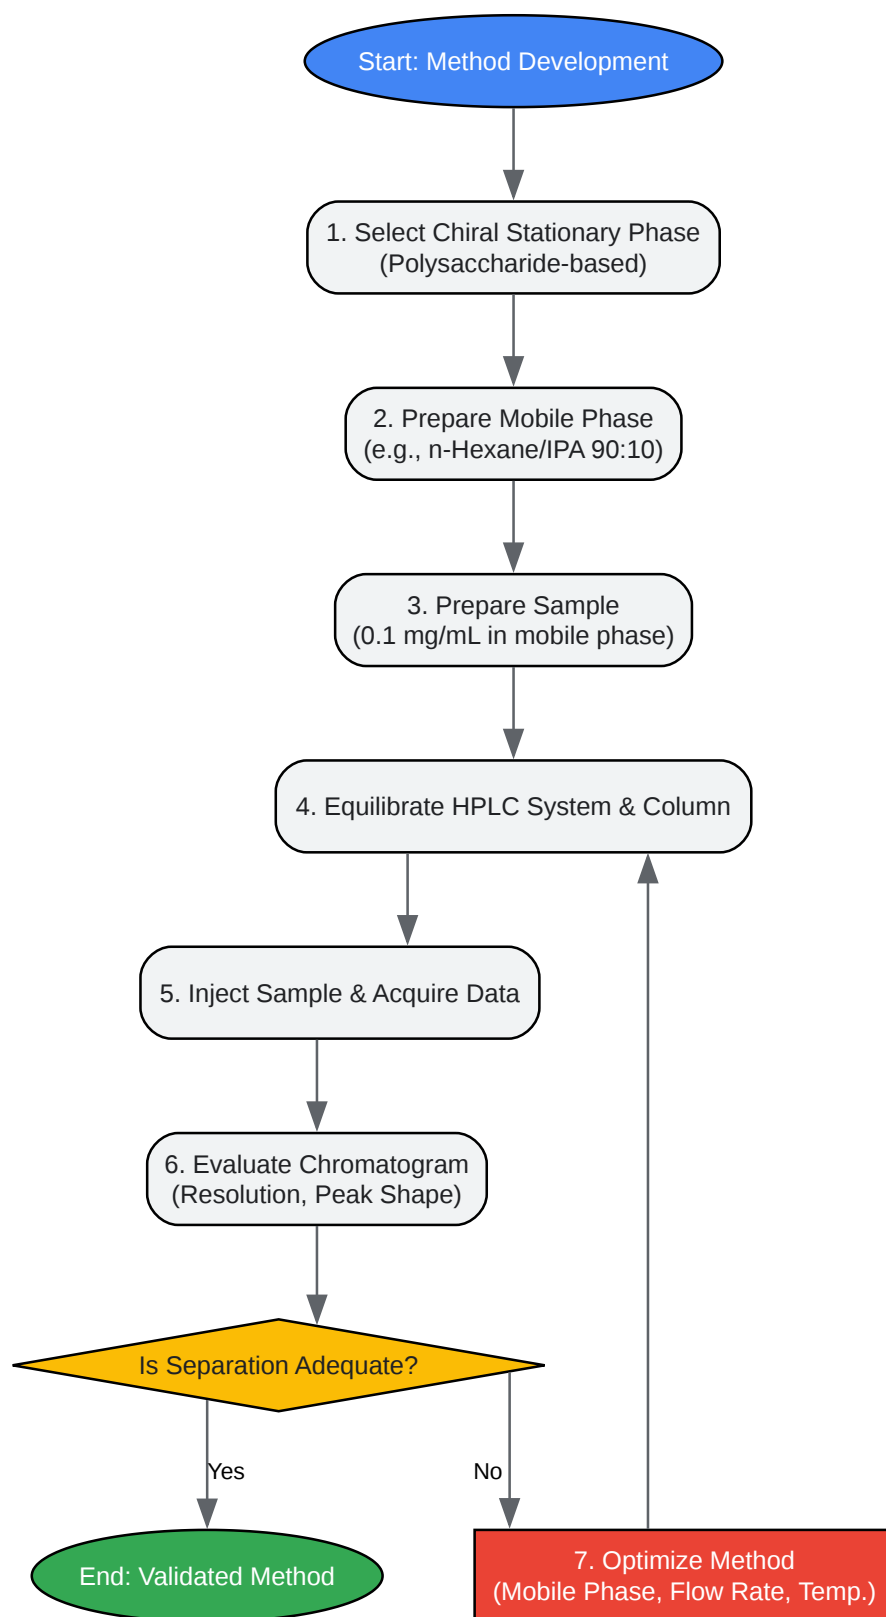 Start: Method Development
1. Select Chiral Stationary Phase
(Polysaccharide-based)
2. Prepare Mobile Phase
(e.g., n-Hexane/IPA 90:10)
3. Prepare Sample
(0.1 mg/mL in mobile phase)
4. Equilibrate HPLC System & Column
5. Inject Sample & Acquire Data
6. Evaluate Chromatogram
(Resolution, Peak Shape)
Is Separation Adequate?
Yes
No
End: Validated Method
7. Optimize Method
(Mobile Phase, Flow Rate, Temp.)